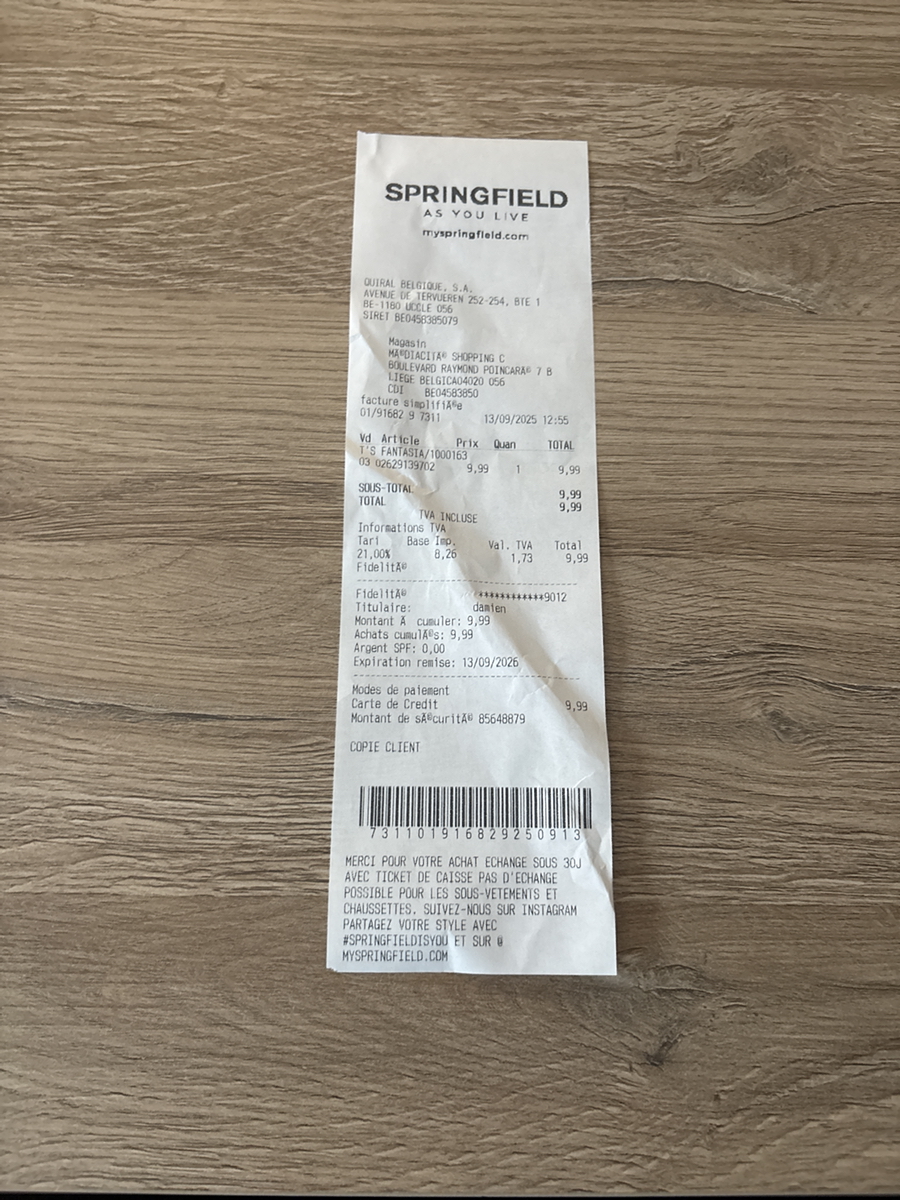 SPRINGFIELD
AS YOU LIVE
myspringfield.com
QUIRAL BELGIQUE, S.A.
AVENUE DE TERVUEREN 252-254, BTE 1
BE-1180 UCCLE 056
SIRET BE0458385079
Magasin
MÃ©DIACITÃ© SHOPPING C
BOULEVARD RAYMOND POINCARÃ© 7 B
LIEGE BELGICA04020 056
CDI BE04583850
facture simplifiÃ©e
01/91682 9 7311 13/09/2025 12:55
Vd Article Prix Quan TOTAL
T'S FANTASIA/1000163
03 02629139702 9,99 1 9,99
SOUS-TOTAL 9,99
TOTAL 9,99
TVA INCLUSE
Informations TVA
Tari Base Imp. Val. TVA Total
21,00% 8,26 1,73 9,99
FidelitÃ©
FidelitÃ© ************9012
Titulaire: damien
Montant Ã cumuler: 9,99
Achats cumulÃ©s: 9,99
Argent SPF: 0,00
Expiration remise: 13/09/2026
Modes de paiement
Carte de Credit 9,99
Montant de sÃ©curitÃ© 85648879
COPIE CLIENT
731101916829250913
MERCI POUR VOTRE ACHAT ECHANGE SOUS 30J
AVEC TICKET DE CAISSE PAS D'ECHANGE
POSSIBLE POUR LES SOUS-VETEMENTS ET
CHAUSSETTES. SUIVEZ-NOUS SUR INSTAGRAM
PARTAGEZ VOTRE STYLE AVEC
#SPRINGFIELDISYOU ET SUR @
MYSPRINGFIELD.COM